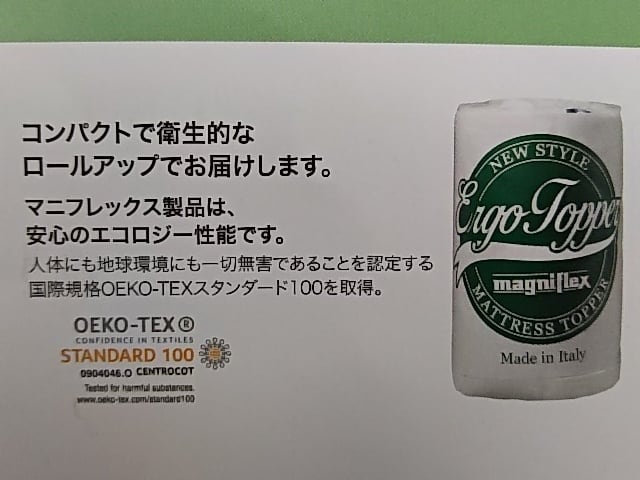 コンパクトで衛生的な
ロールアップでお届けします。
マニフレックス製品は、
安心のエコロジー性能です。
人体にも地球環境にも一切無害であることを認定する
国際規格OEKO-TEXスタンダード100を取得。
OEKO-TEX®
CONFIDENCE IN TEXTILES
STANDARD 100
0904046.O CENTROCOT
Tested for harmful substances.
www.oeko-tex.com/standard100
NEW STYLE
Ergo Topper
magniflex
MATTRESS TOPPER
Made in Italy